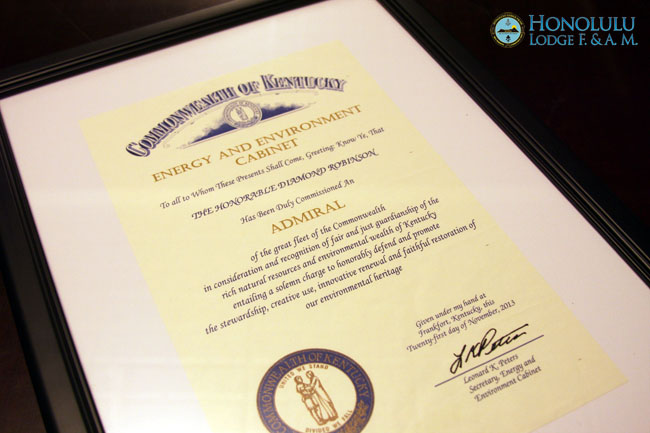 HONOLULU
LODGE F. & A. M.
COMMONWEALTH OF KENTUCKY
ENERGY AND ENVIRONMENT
CABINET
To all to Whom These Presents Shall Come, Greeting: Know Ye, That
THE HONORABLE DIAMOND ROBINSON
Has Been Duly Commissioned An
ADMIRAL
of the great fleet of the Commonwealth
in consideration and recognition of fair and just guardianship of the
rich natural resources and environmental wealth of Kentucky
entailing a solemn charge to honorably defend and promote
the stewardship, creative use, innovative renewal and faithful restoration of
our environmental heritage
Given under my hand at
Frankfort, Kentucky, this
Twenty-first day of November, 2013
Leonard K. Peters
Secretary, Energy and
Environment Cabinet
COMMONWEALTH OF KENTUCKY
UNITED WE STAND
DIVIDED WE FALL